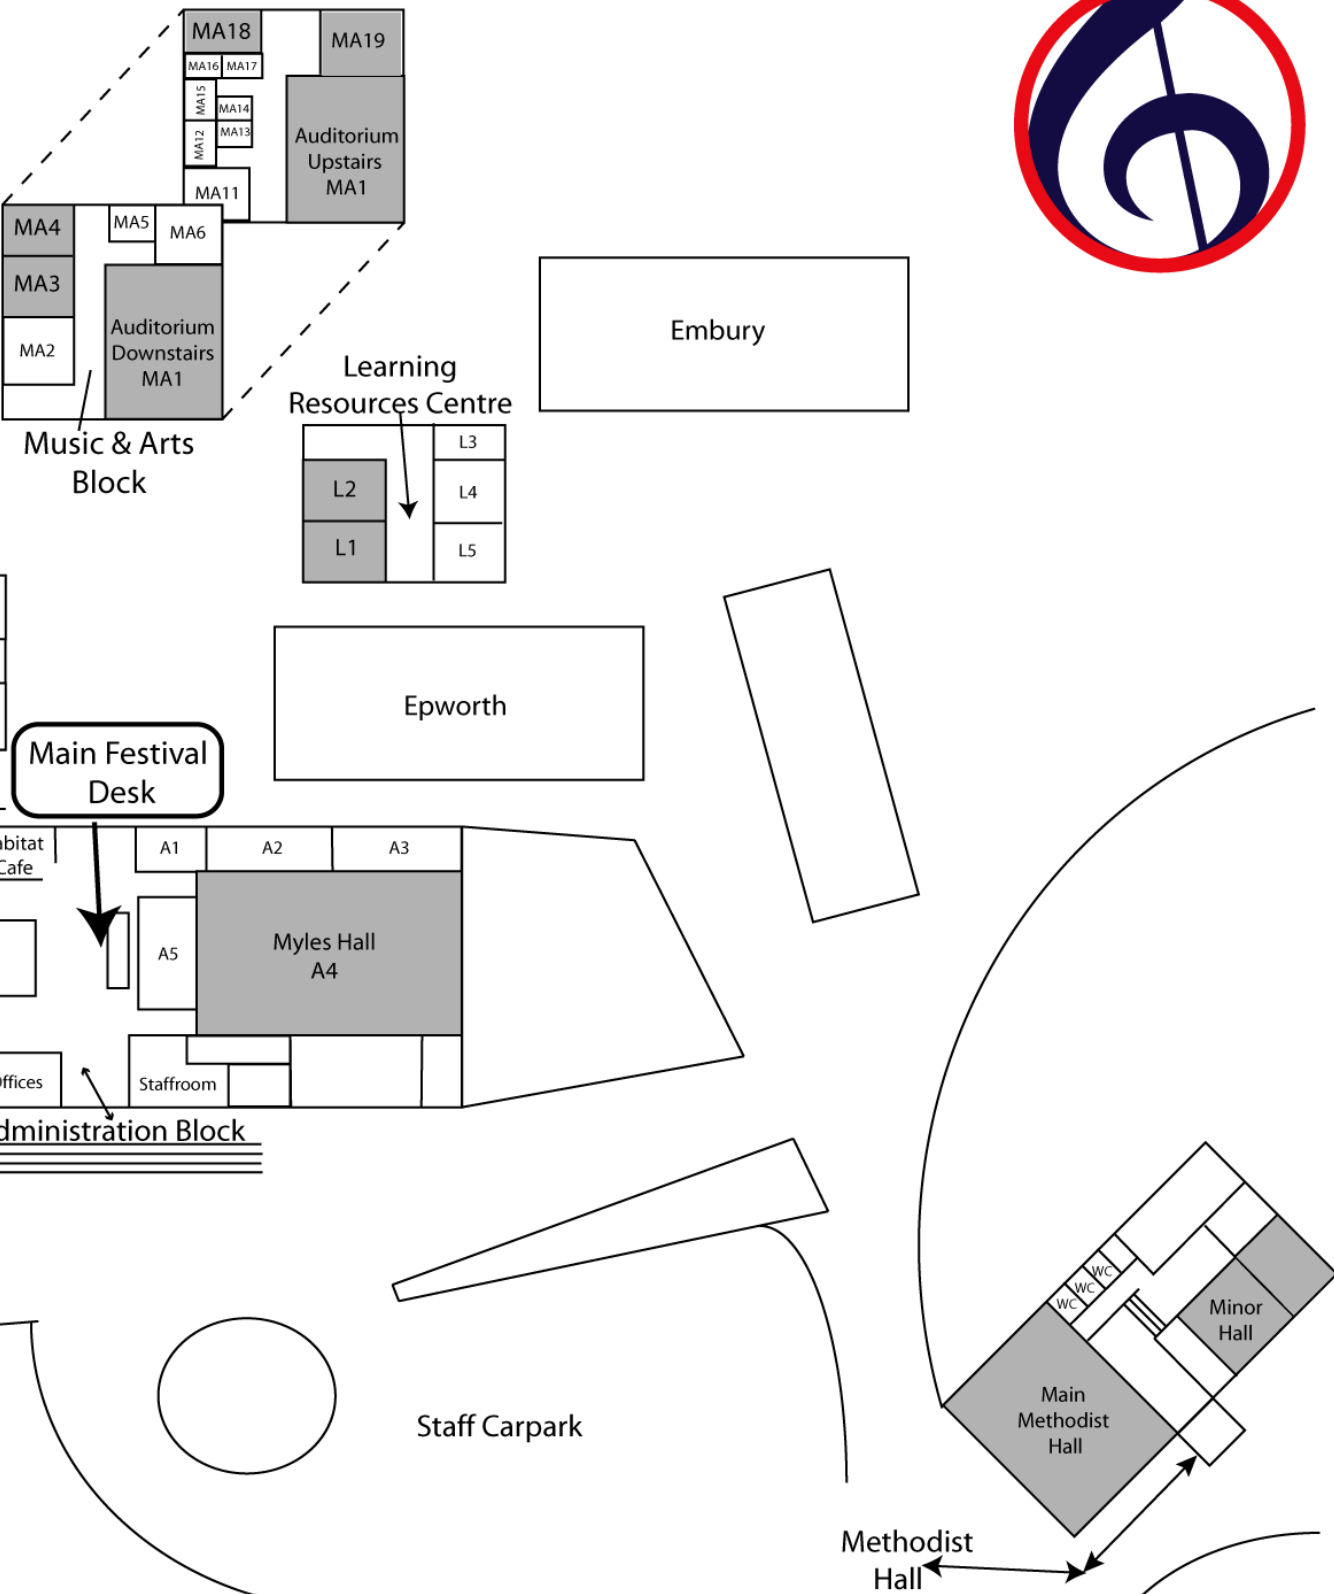 MA18
MA19
MA16
MA17
MA15
MA14
MA12
MA13
Auditorium
Upstairs
MA1
MA11
MA4
MA5
MA6
MA3
MA2
Auditorium
Downstairs
MA1
Music & Arts
Block
Embury
Learning
Resources Centre
L3
L2
L4
L1
L5
Epworth
Main Festival
Desk
abitat
Cafe
A1
A2
A3
A5
Myles Hall
A4
ffices
Staffroom
dministration Block
WC
WC
WC
Minor
Hall
Main
Methodist
Hall
Staff Carpark
Methodist
Hall